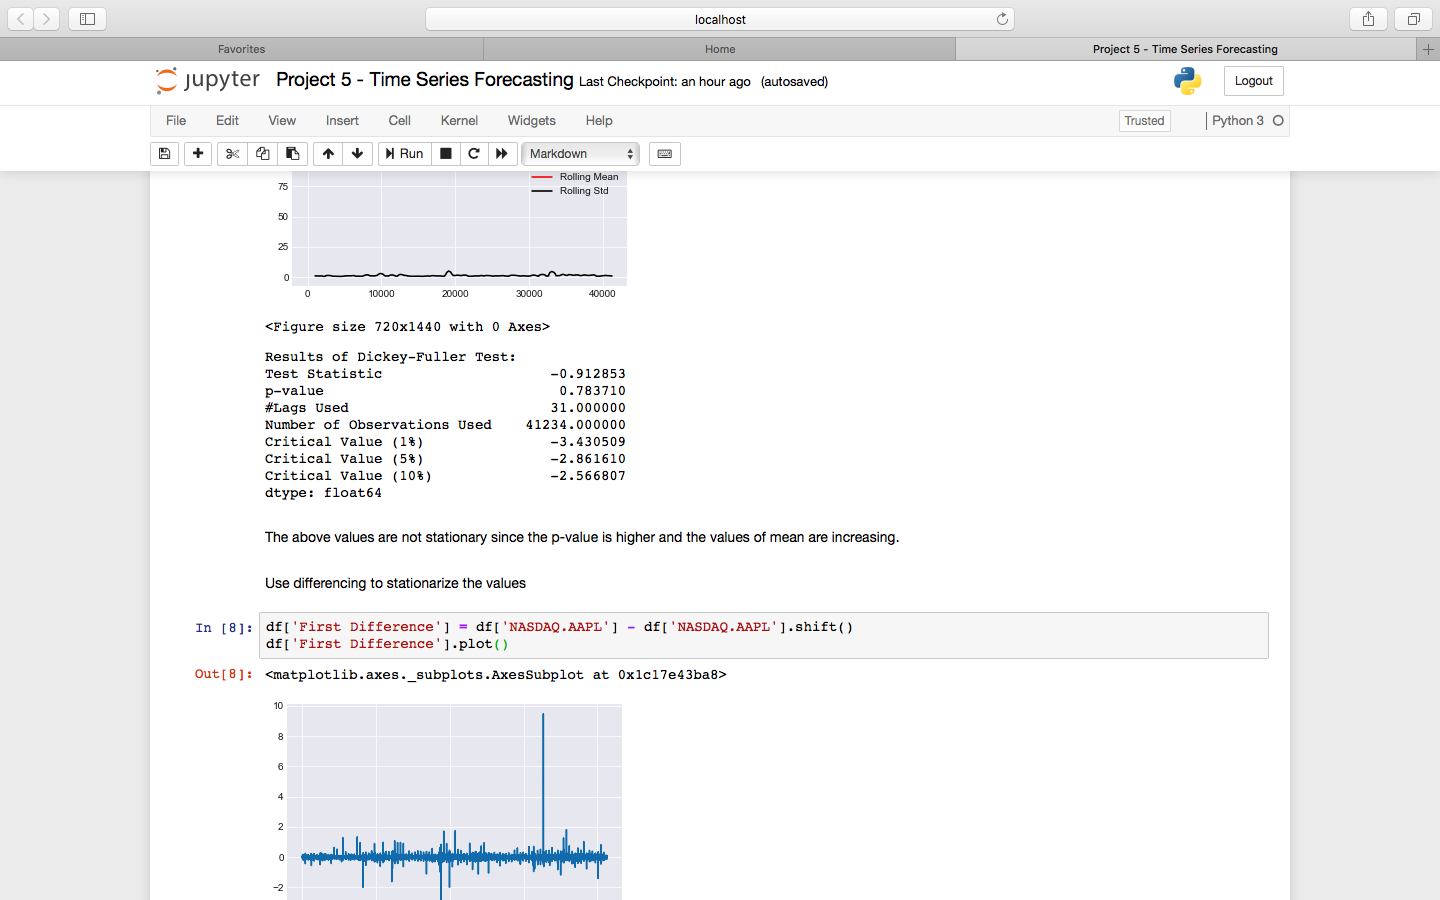 localhost
Favorites
Home
Project 5 - Time Series Forecasting
jupyter Project 5 - Time Series Forecasting Last Checkpoint: an hour ago (autosaved)
Logout
File Edit View Insert Cell Kernel Widgets Help
Trusted
Python 3
Run
Markdown
Rolling Mean
Rolling Std
75
50
25
0
0 10000 20000 30000 40000
<Figure size 720x1440 with 0 Axes>
Results of Dickey-Fuller Test:
Test Statistic -0.912853
p-value 0.783710
#Lags Used 31.000000
Number of Observations Used 41234.000000
Critical Value (1%) -3.430509
Critical Value (5%) -2.861610
Critical Value (10%) -2.566807
dtype: float64
The above values are not stationary since the p-value is higher and the values of mean are increasing.
Use differencing to stationarize the values
In [8]: df['First Difference'] = df['NASDAQ.AAPL'] - df['NASDAQ.AAPL'].shift()
df['First Difference'].plot()
Out[8]: <matplotlib.axes._subplots.AxesSubplot at 0x1c17e43ba8>
10
8
6
4
2
0
−2